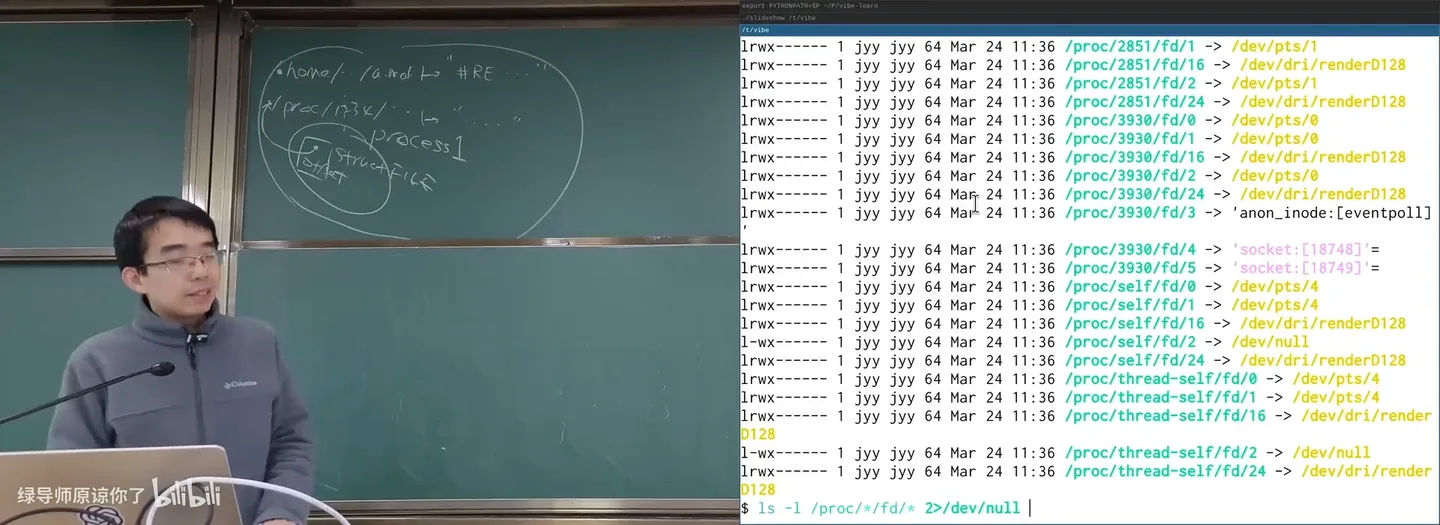 home/. /a.md ↦ "#RE ...."
/proc/1234/... ↦ "......"
process1
struct FILE
offset
Columbia
绿导师原谅你了 bilibili
export PYTHONPATH=$P ~/P/vibe-learn
./slideshow /t/vibe
/t/vibe
lrwx------ 1 jyy jyy 64 Mar 24 11:36 /proc/2851/fd/1 -> /dev/pts/1
lrwx------ 1 jyy jyy 64 Mar 24 11:36 /proc/2851/fd/16 -> /dev/dri/renderD128
lrwx------ 1 jyy jyy 64 Mar 24 11:36 /proc/2851/fd/2 -> /dev/pts/1
lrwx------ 1 jyy jyy 64 Mar 24 11:36 /proc/2851/fd/24 -> /dev/dri/renderD128
lrwx------ 1 jyy jyy 64 Mar 24 11:36 /proc/3930/fd/0 -> /dev/pts/0
lrwx------ 1 jyy jyy 64 Mar 24 11:36 /proc/3930/fd/1 -> /dev/pts/0
lrwx------ 1 jyy jyy 64 Mar 24 11:36 /proc/3930/fd/16 -> /dev/dri/renderD128
lrwx------ 1 jyy jyy 64 Mar 24 11:36 /proc/3930/fd/2 -> /dev/pts/0
lrwx------ 1 jyy jyy 64 Mar 24 11:36 /proc/3930/fd/24 -> /dev/dri/renderD128
lrwx------ 1 jyy jyy 64 Mar 24 11:36 /proc/3930/fd/3 -> 'anon_inode:[eventpoll]
'
lrwx------ 1 jyy jyy 64 Mar 24 11:36 /proc/3930/fd/4 -> 'socket:[18748]'=
lrwx------ 1 jyy jyy 64 Mar 24 11:36 /proc/3930/fd/5 -> 'socket:[18749]'=
lrwx------ 1 jyy jyy 64 Mar 24 11:36 /proc/self/fd/0 -> /dev/pts/4
lrwx------ 1 jyy jyy 64 Mar 24 11:36 /proc/self/fd/1 -> /dev/pts/4
lrwx------ 1 jyy jyy 64 Mar 24 11:36 /proc/self/fd/16 -> /dev/dri/renderD128
l-wx------ 1 jyy jyy 64 Mar 24 11:36 /proc/self/fd/2 -> /dev/null
lrwx------ 1 jyy jyy 64 Mar 24 11:36 /proc/self/fd/24 -> /dev/dri/renderD128
lrwx------ 1 jyy jyy 64 Mar 24 11:36 /proc/thread-self/fd/0 -> /dev/pts/4
lrwx------ 1 jyy jyy 64 Mar 24 11:36 /proc/thread-self/fd/1 -> /dev/pts/4
lrwx------ 1 jyy jyy 64 Mar 24 11:36 /proc/thread-self/fd/16 -> /dev/dri/render
D128
l-wx------ 1 jyy jyy 64 Mar 24 11:36 /proc/thread-self/fd/2 -> /dev/null
lrwx------ 1 jyy jyy 64 Mar 24 11:36 /proc/thread-self/fd/24 -> /dev/dri/render
D128
$ ls -l /proc/*/fd/* 2>/dev/null